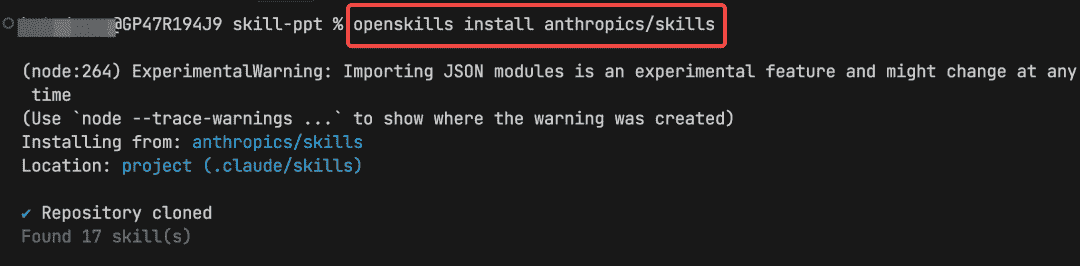 @GP47R194J9 skill-ppt % openskills install anthropics/skills
(node:264) ExperimentalWarning: Importing JSON modules is an experimental feature and might change at any
time
(Use `node --trace-warnings ...` to show where the warning was created)
Installing from: anthropics/skills
Location: project (.claude/skills)
✔ Repository cloned
Found 17 skill(s)